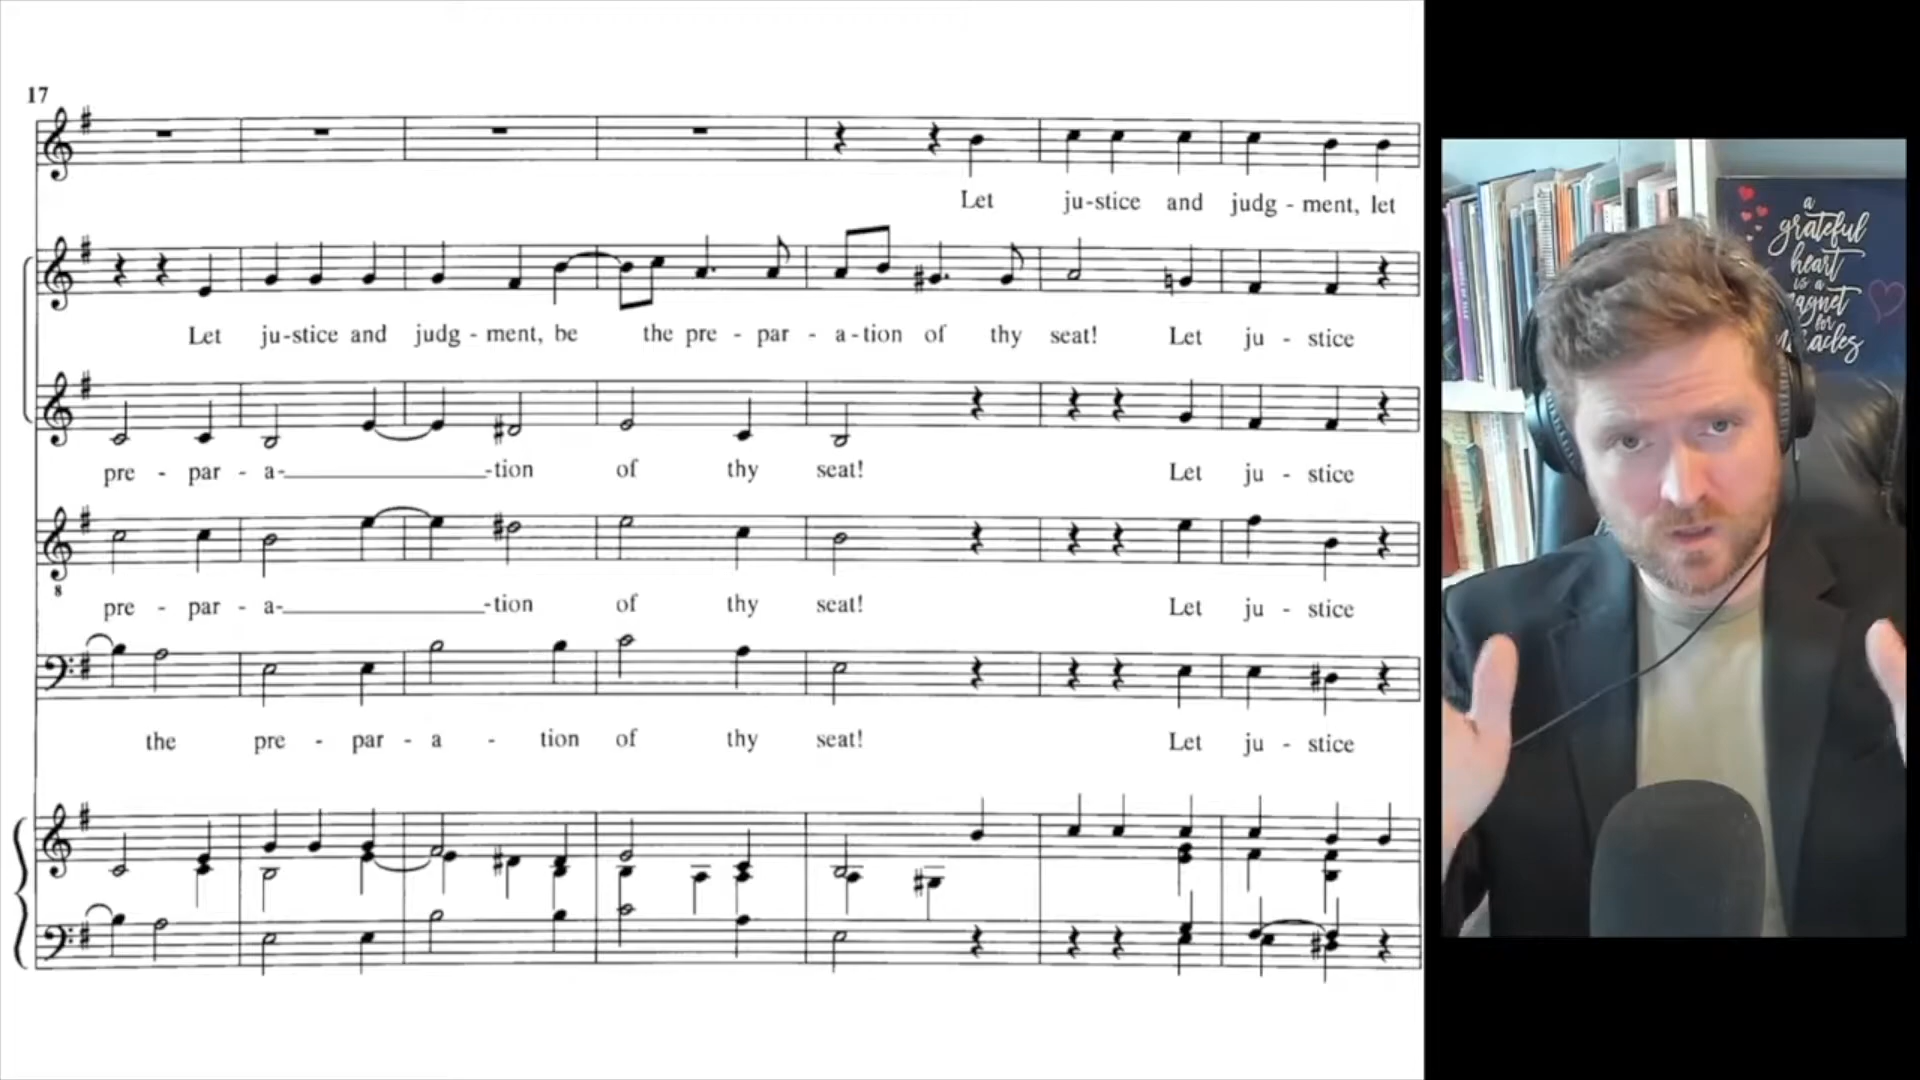 17
Let ju-stice and judg - ment, let
Let ju-stice and judg - ment, be the pre - par - a-tion of thy seat! Let ju - stice
pre - par - a- -tion of thy seat! Let ju - stice
8
pre - par - a- -tion of thy seat! Let ju - stice
the pre - par - a - tion of thy seat! Let ju - stice
a
grateful
heart
is a
magnet
for
miracles